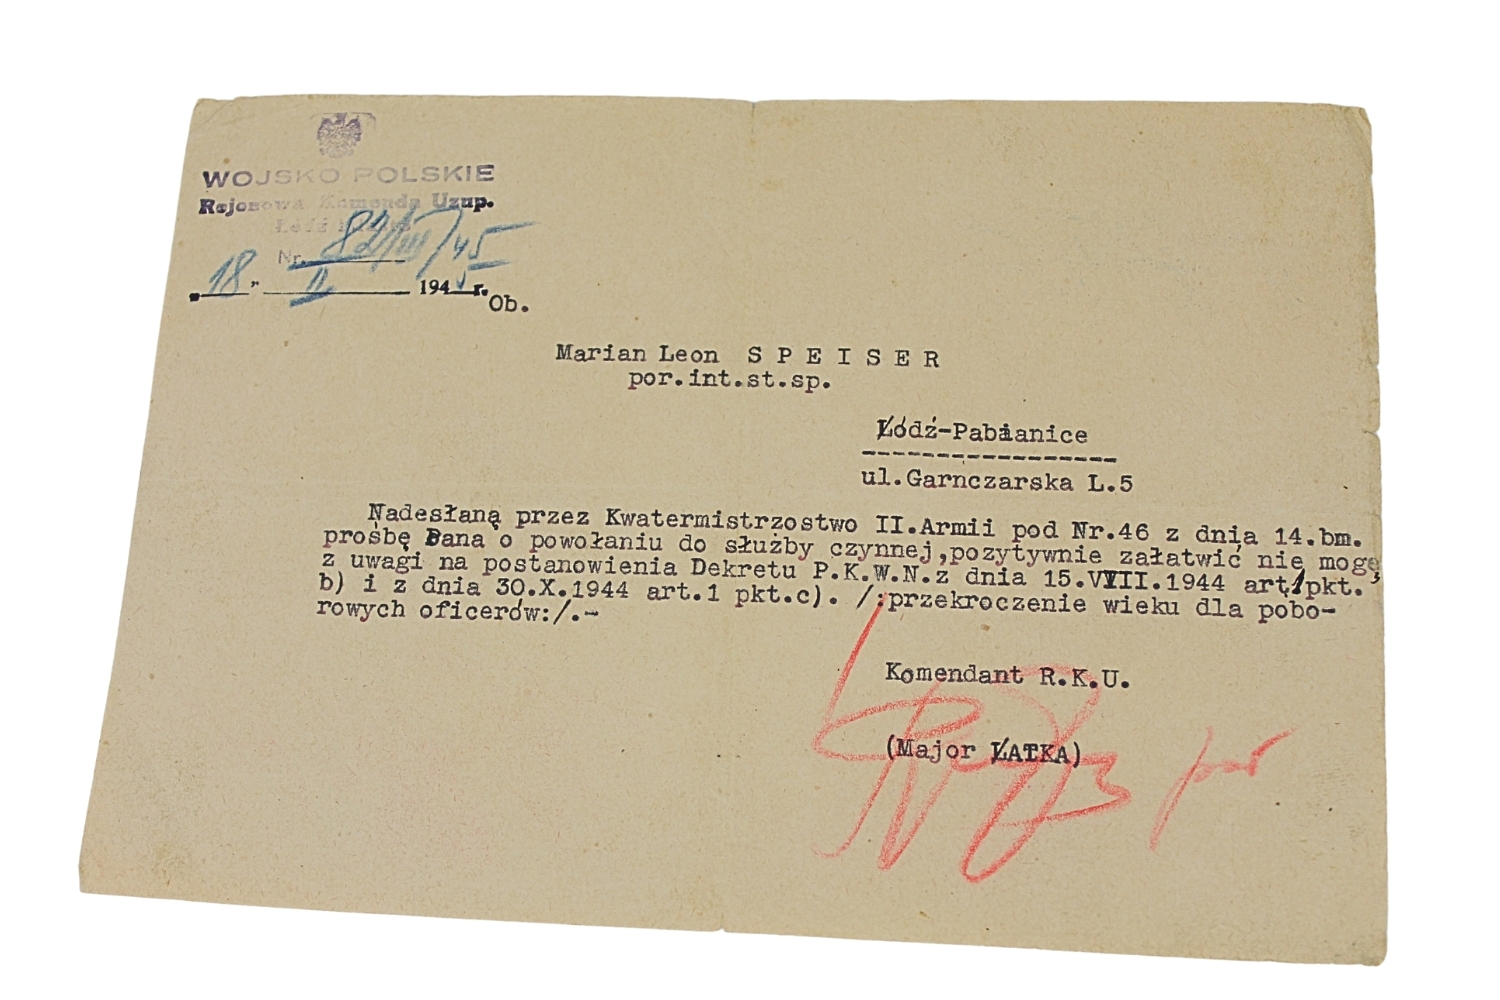 WOJSKO POLSKIE
Rejonowa Komenda Uzup.
Łódź
Nr. 82/III/45
"18" II 1945 r.
Ob.
Marian Leon S P E I S E R
por.int.st.sp.
Łódź-Pabianice
ul.Garnczarska L.5
Nadesłaną przez Kwatermistrzostwo II.Armii pod Nr.46 z dnia 14.bm.
prośbę Pana o powołaniu do służby czynnej,pozytywnie załatwić nie mogę
z uwagi na postanowienia Dekretu P.K.W.N.z dnia 15.VIII.1944 art.1 pkt.
b) i z dnia 30.X.1944 art.1 pkt.c). /:przekroczenie wieku dla pobo-
rowych oficerów:/.-
Komendant R.K.U.
(Major ŁATKA)
por